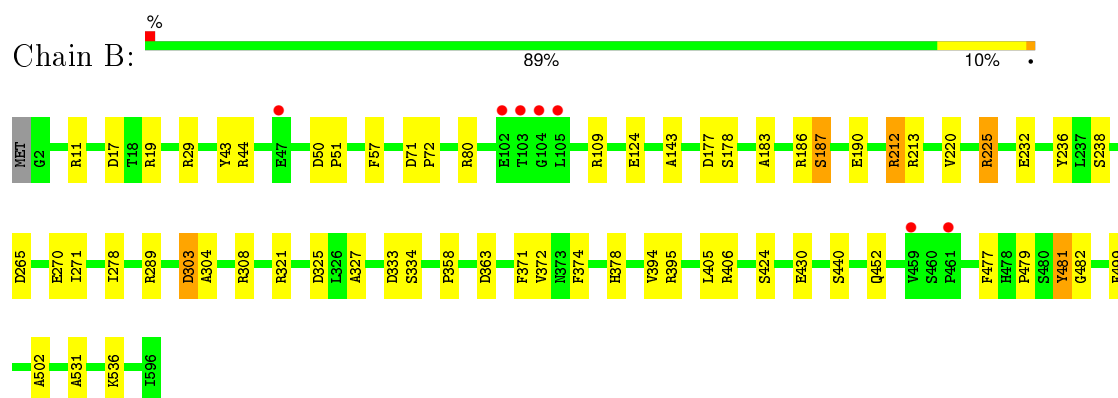 %
Chain B:
89% 10% •
MET G2 R11 D17 T18 R19 R29 Y43 R44 E47 D50 P51 F57 D71 P72 R80 E102 T103 G104 L105 R109 E124 A143 D177 S178 A183 R186 S187 E190 R212 R213 V220 R225 E232 Y236 L237 S238
D265 E270 I271 I278 R289 D303 A304 R308 R321 D325 L326 A327 D333 S334 P358 D363 F371 V372 N373 F374 H378 V394 R395 L405 R406 S424 E430 S440 Q452 V459 S460 P461 F477 H478 P479 S480 Y481 G482
A502 A531 K536 I596